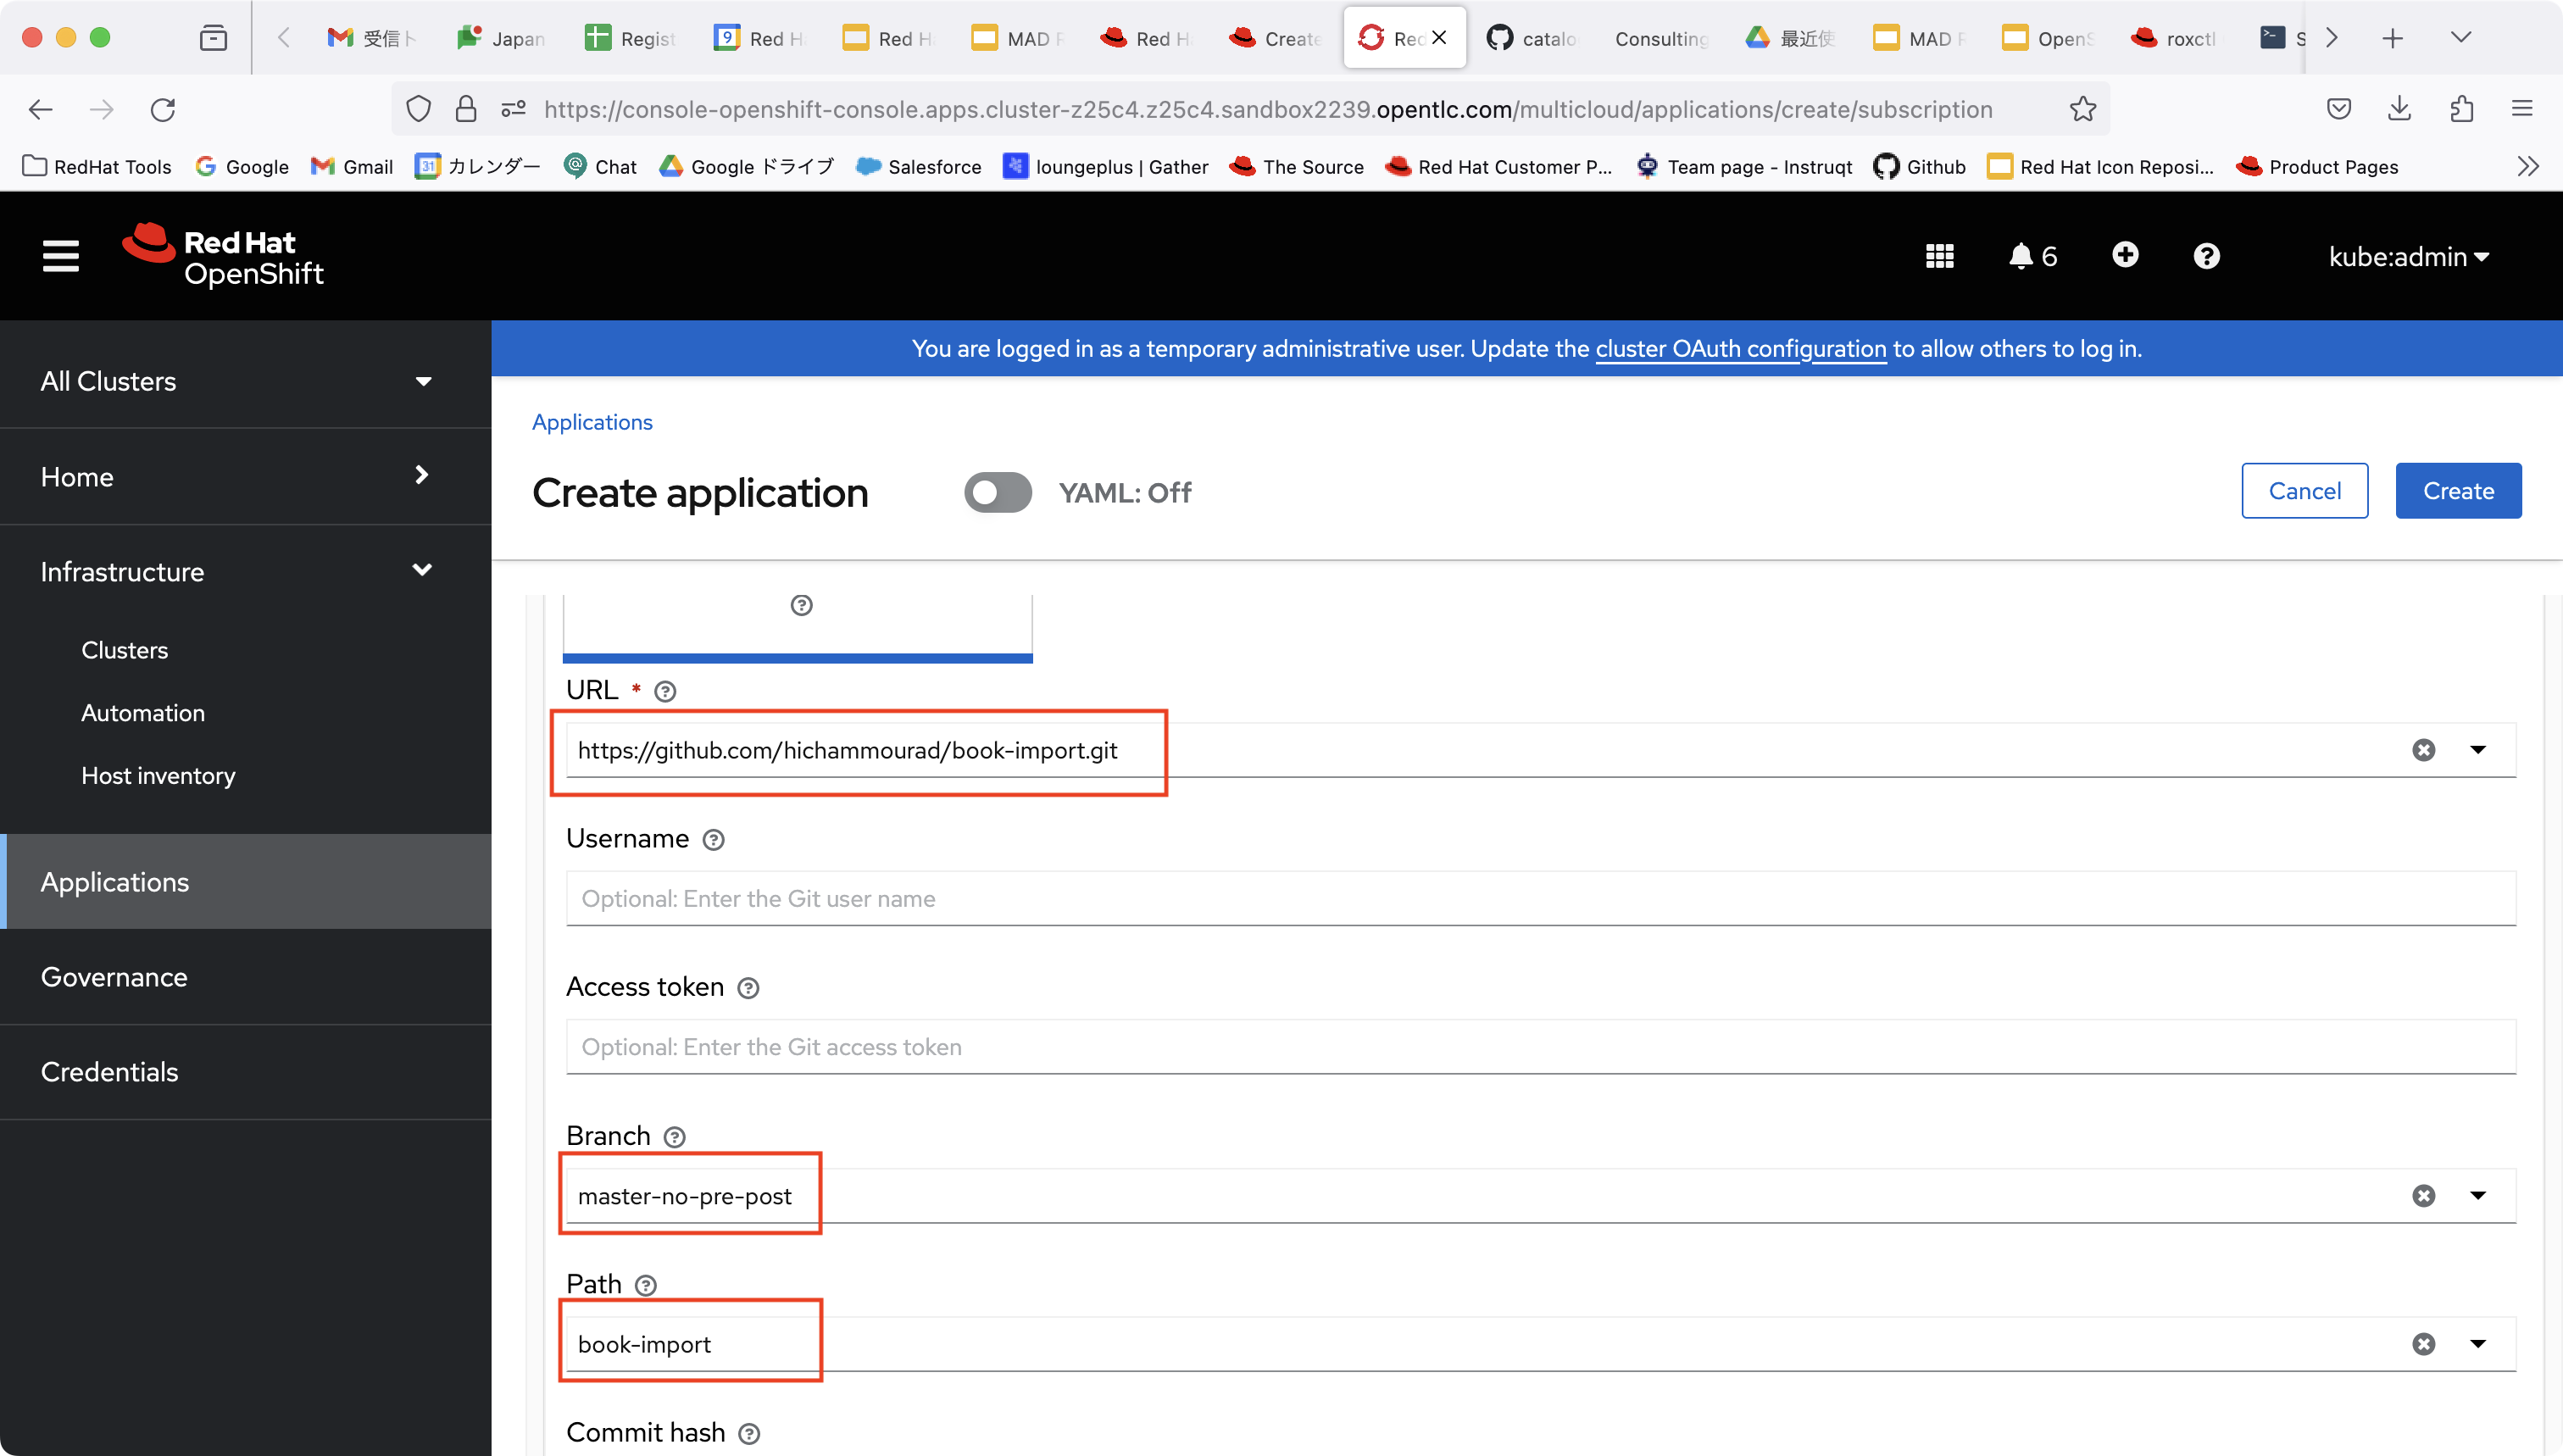 受信ト
Japan
Regist
9
Red H
Red H
MAD
Red H
Create
Red
catalo
Consulting
最近使
MAD
OpenS
roxctl
S
https://console-openshift-console.apps.cluster-z25c4.z25c4.sandbox2239.opentlc.com/multicloud/applications/create/subscription
RedHat Tools
Google
Gmail
31 カレンダー
Chat
Google ドライブ
Salesforce
loungeplus | Gather
The Source
Red Hat Customer P...
Team page - Instruqt
Github
Red Hat Icon Reposi...
Product Pages
Red Hat
OpenShift
6
kube:admin
You are logged in as a temporary administrative user. Update the cluster OAuth configuration to allow others to log in.
All Clusters
Home
Infrastructure
Clusters
Automation
Host inventory
Applications
Governance
Credentials
Applications
Create application
YAML: Off
Cancel
Create
URL *
https://github.com/hichammourad/book-import.git
Username
Optional: Enter the Git user name
Access token
Optional: Enter the Git access token
Branch
master-no-pre-post
Path
book-import
Commit hash